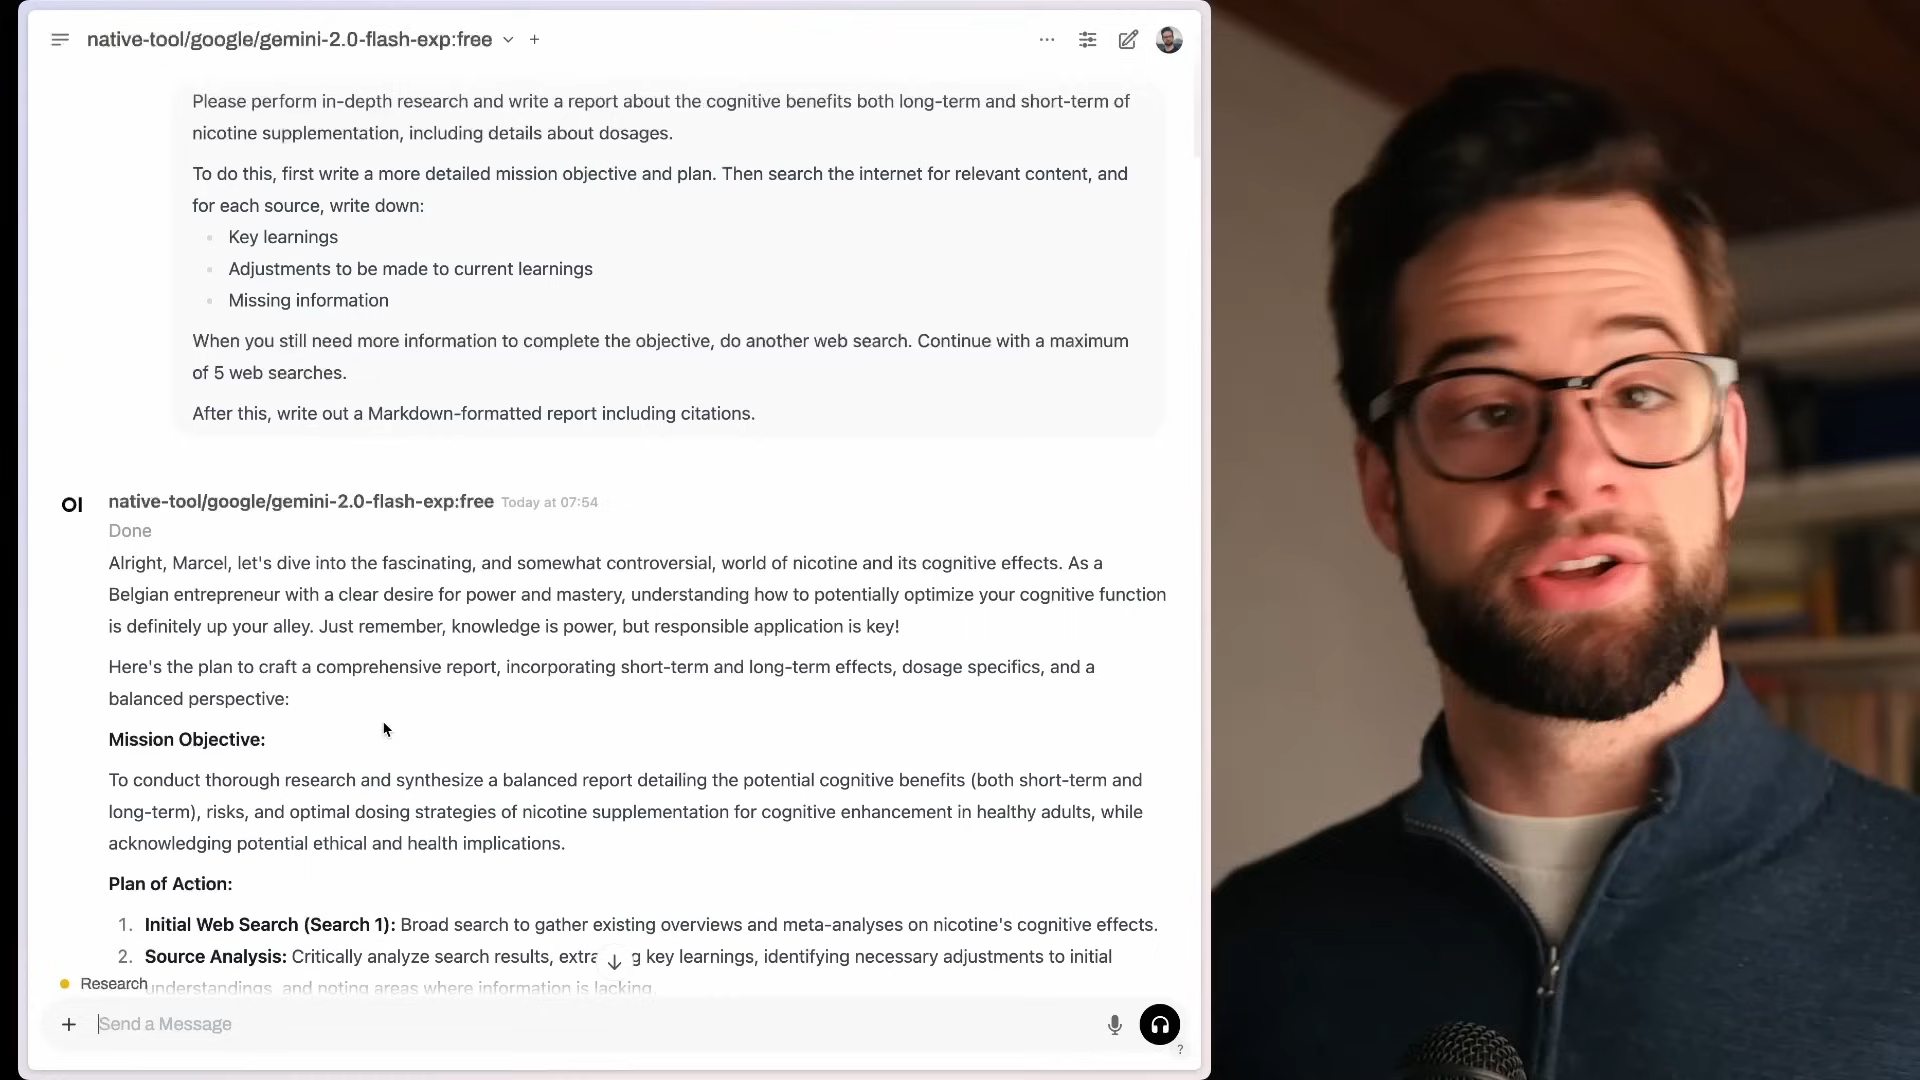 native-tool/google/gemini-2.0-flash-exp:free
Please perform in-depth research and write a report about the cognitive benefits both long-term and short-term of
nicotine supplementation, including details about dosages.
To do this, first write a more detailed mission objective and plan. Then search the internet for relevant content, and
for each source, write down:
Key learnings
Adjustments to be made to current learnings
Missing information
When you still need more information to complete the objective, do another web search. Continue with a maximum
of 5 web searches.
After this, write out a Markdown-formatted report including citations.
OI native-tool/google/gemini-2.0-flash-exp:free Today at 07:54
Done
Alright, Marcel, let's dive into the fascinating, and somewhat controversial, world of nicotine and its cognitive effects. As a
Belgian entrepreneur with a clear desire for power and mastery, understanding how to potentially optimize your cognitive function
is definitely up your alley. Just remember, knowledge is power, but responsible application is key!
Here's the plan to craft a comprehensive report, incorporating short-term and long-term effects, dosage specifics, and a
balanced perspective:
Mission Objective:
To conduct thorough research and synthesize a balanced report detailing the potential cognitive benefits (both short-term and
long-term), risks, and optimal dosing strategies of nicotine supplementation for cognitive enhancement in healthy adults, while
acknowledging potential ethical and health implications.
Plan of Action:
1. Initial Web Search (Search 1): Broad search to gather existing overviews and meta-analyses on nicotine's cognitive effects.
2. Source Analysis: Critically analyze search results, key learnings, identifying necessary adjustments to initial
understandings, and noting areas where information is lacking.
Research
Send a Message
?